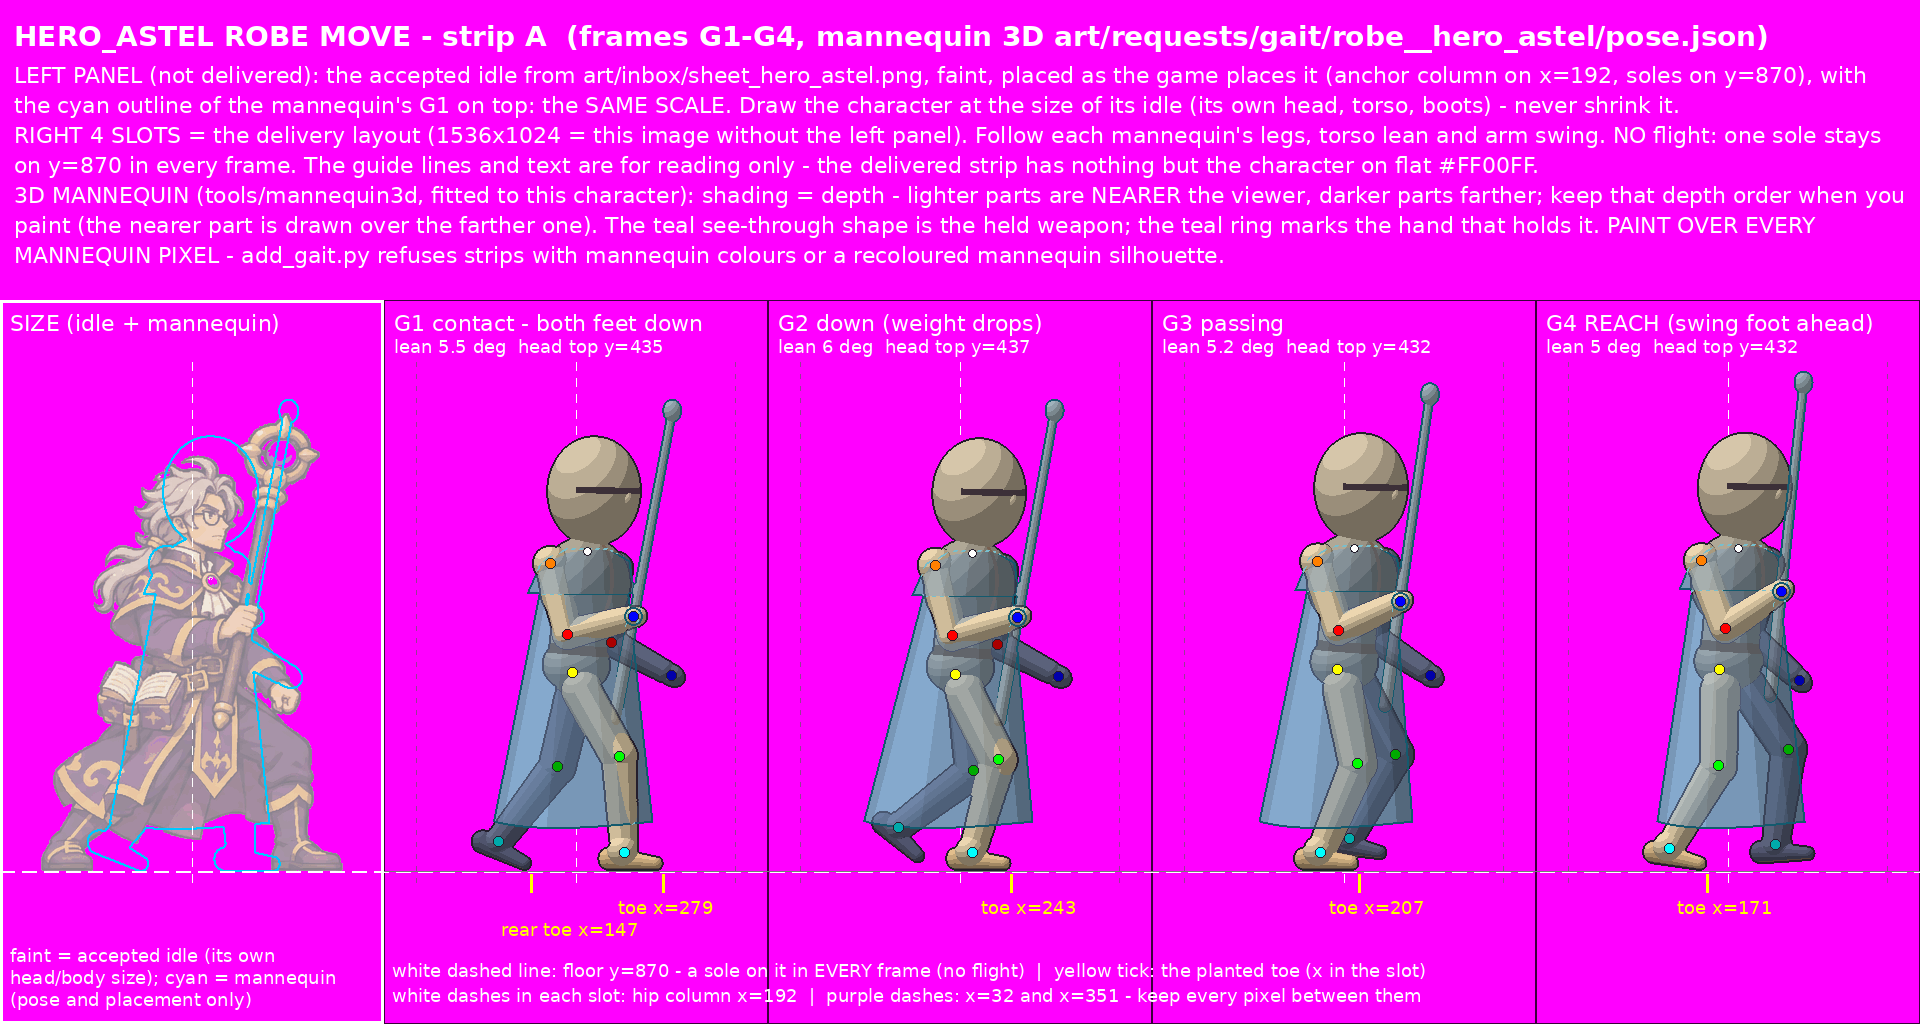 HERO_ASTEL ROBE MOVE - strip A  (frames G1-G4, mannequin 3D art/requests/gait/robe__hero_astel/pose.json)
LEFT PANEL (not delivered): the accepted idle from art/inbox/sheet_hero_astel.png, faint, placed as the game places it (anchor column on x=192, soles on y=870), with
the cyan outline of the mannequin's G1 on top: the SAME SCALE. Draw the character at the size of its idle (its own head, torso, boots) - never shrink it.
RIGHT 4 SLOTS = the delivery layout (1536x1024 = this image without the left panel). Follow each mannequin's legs, torso lean and arm swing. NO flight: one sole stays
on y=870 in every frame. The guide lines and text are for reading only - the delivered strip has nothing but the character on flat #FF00FF.
3D MANNEQUIN (tools/mannequin3d, fitted to this character): shading = depth - lighter parts are NEARER the viewer, darker parts farther; keep that depth order when you
paint (the nearer part is drawn over the farther one). The teal see-through shape is the held weapon; the teal ring marks the hand that holds it. PAINT OVER EVERY
MANNEQUIN PIXEL - add_gait.py refuses strips with mannequin colours or a recoloured mannequin silhouette.
SIZE (idle + mannequin)
G1 contact - both feet down
lean 5.5 deg  head top y=435
G2 down (weight drops)
lean 6 deg  head top y=437
G3 passing
lean 5.2 deg  head top y=432
G4 REACH (swing foot ahead)
lean 5 deg  head top y=432
toe x=279
rear toe x=147
toe x=243
toe x=207
toe x=171
faint = accepted idle (its own
head/body size); cyan = mannequin
(pose and placement only)
white dashed line: floor y=870 - a sole on it in EVERY frame (no flight)  |  yellow tick: the planted toe (x in the slot)
white dashes in each slot: hip column x=192  |  purple dashes: x=32 and x=351 - keep every pixel between them